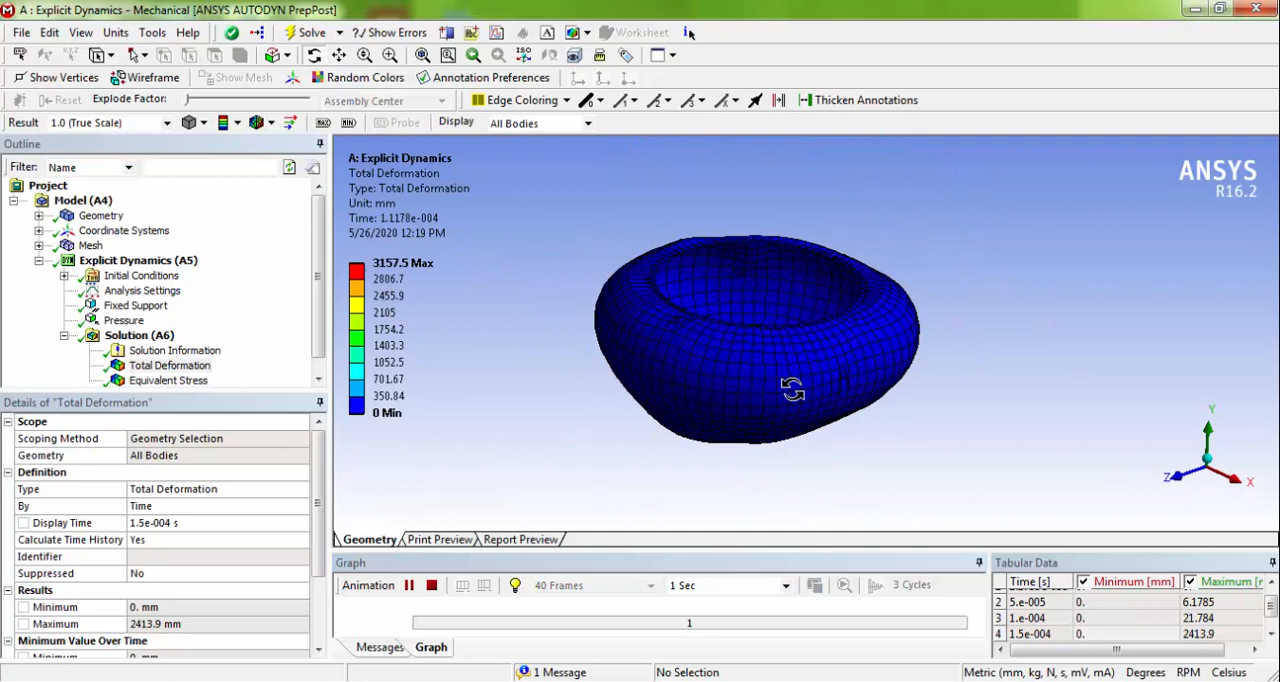 A : Explicit Dynamics - Mechanical [ANSYS AUTODYN PrepPost]
File Edit View Units Tools Help Solve ?/ Show Errors Worksheet
Show Vertices Wireframe Show Mesh Random Colors Annotation Preferences
Reset Explode Factor: Assembly Center Edge Coloring Thicken Annotations
Result 1.0 (True Scale) MAX MIN Probe Display All Bodies
Outline
Filter: Name
Project
Model (A4)
Geometry
Coordinate Systems
Mesh
Explicit Dynamics (A5)
Initial Conditions
Analysis Settings
Fixed Support
Pressure
Solution (A6)
Solution Information
Total Deformation
Equivalent Stress
Details of "Total Deformation"
Scope
Scoping Method Geometry Selection
Geometry All Bodies
Definition
Type Total Deformation
By Time
Display Time 1.5e-004 s
Calculate Time History Yes
Identifier
Suppressed No
Results
Minimum 0. mm
Maximum 2413.9 mm
Minimum Value Over Time
A: Explicit Dynamics
Total Deformation
Type: Total Deformation
Unit: mm
Time: 1.1178e-004
5/26/2020 12:19 PM
3157.5 Max
2806.7
2455.9
2105
1754.2
1403.3
1052.5
701.67
350.84
0 Min
ANSYS
R16.2
Y
Z
X
Geometry Print Preview Report Preview
Graph
Animation 40 Frames 1 Sec 3 Cycles
1
Messages Graph
Tabular Data
Time [s] Minimum [mm] Maximum [
2 5.e-005 0. 6.1785
3 1.e-004 0. 21.784
4 1.5e-004 0. 2413.9
1 Message No Selection Metric (mm, kg, N, s, mV, mA) Degrees RPM Celsius